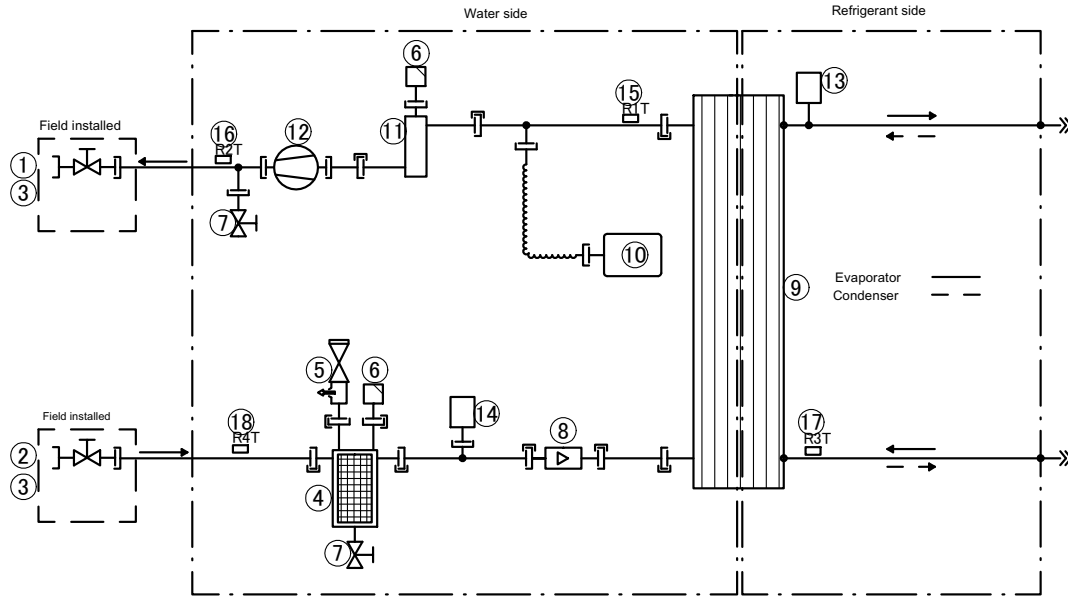 Water side
Refrigerant side
6
13
15
R1T
Field installed
16
R2T
12
11
1
3
7
10
Evaporator
Condenser
9
5
6
Field installed
18
R4T
14
8
17
R3T
2
3
4
7